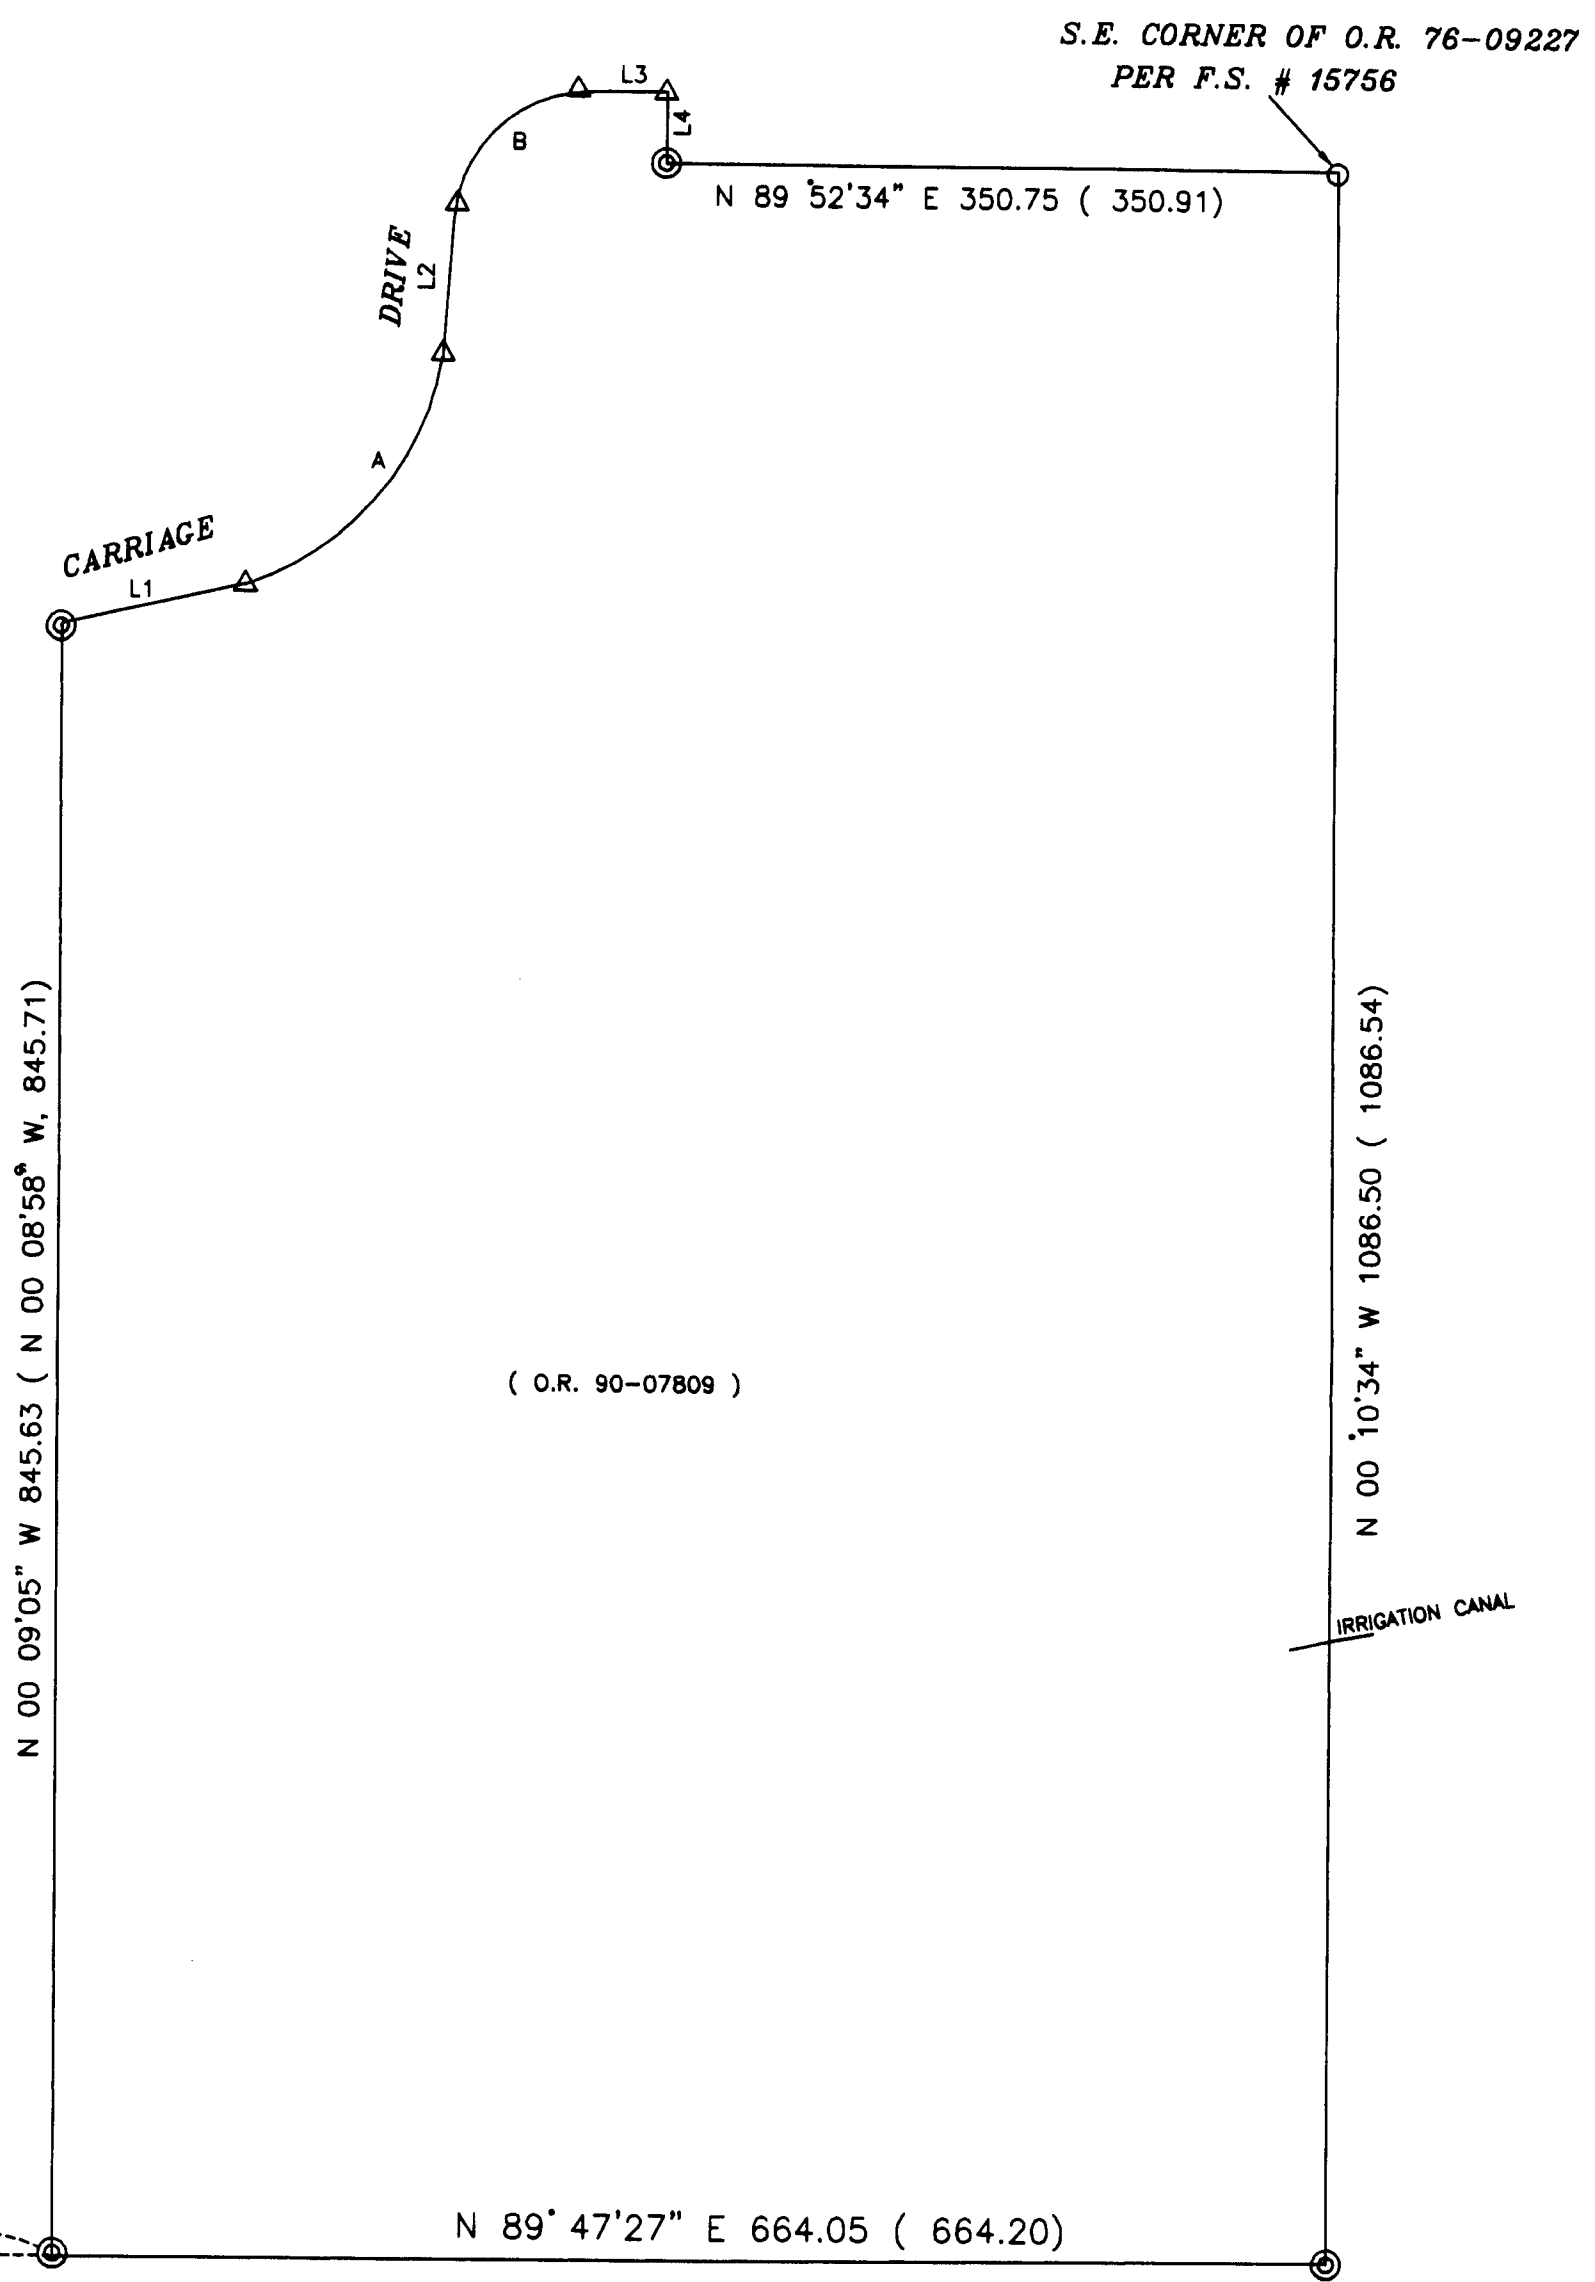 S.E. CORNER OF O.R. 76-09227
PER F.S. # 15756
L3
L4
B
N 89°52'34" E 350.75 ( 350.91)
DRIVE
L2
A
CARRIAGE
L1
N 00 09'05" W 845.63 ( N 00 08'58" W, 845.71)
N 00°10'34" W 1086.50 ( 1086.54)
( O.R. 90-07809 )
IRRIGATION CANAL
N 89° 47'27" E 664.05 ( 664.20)